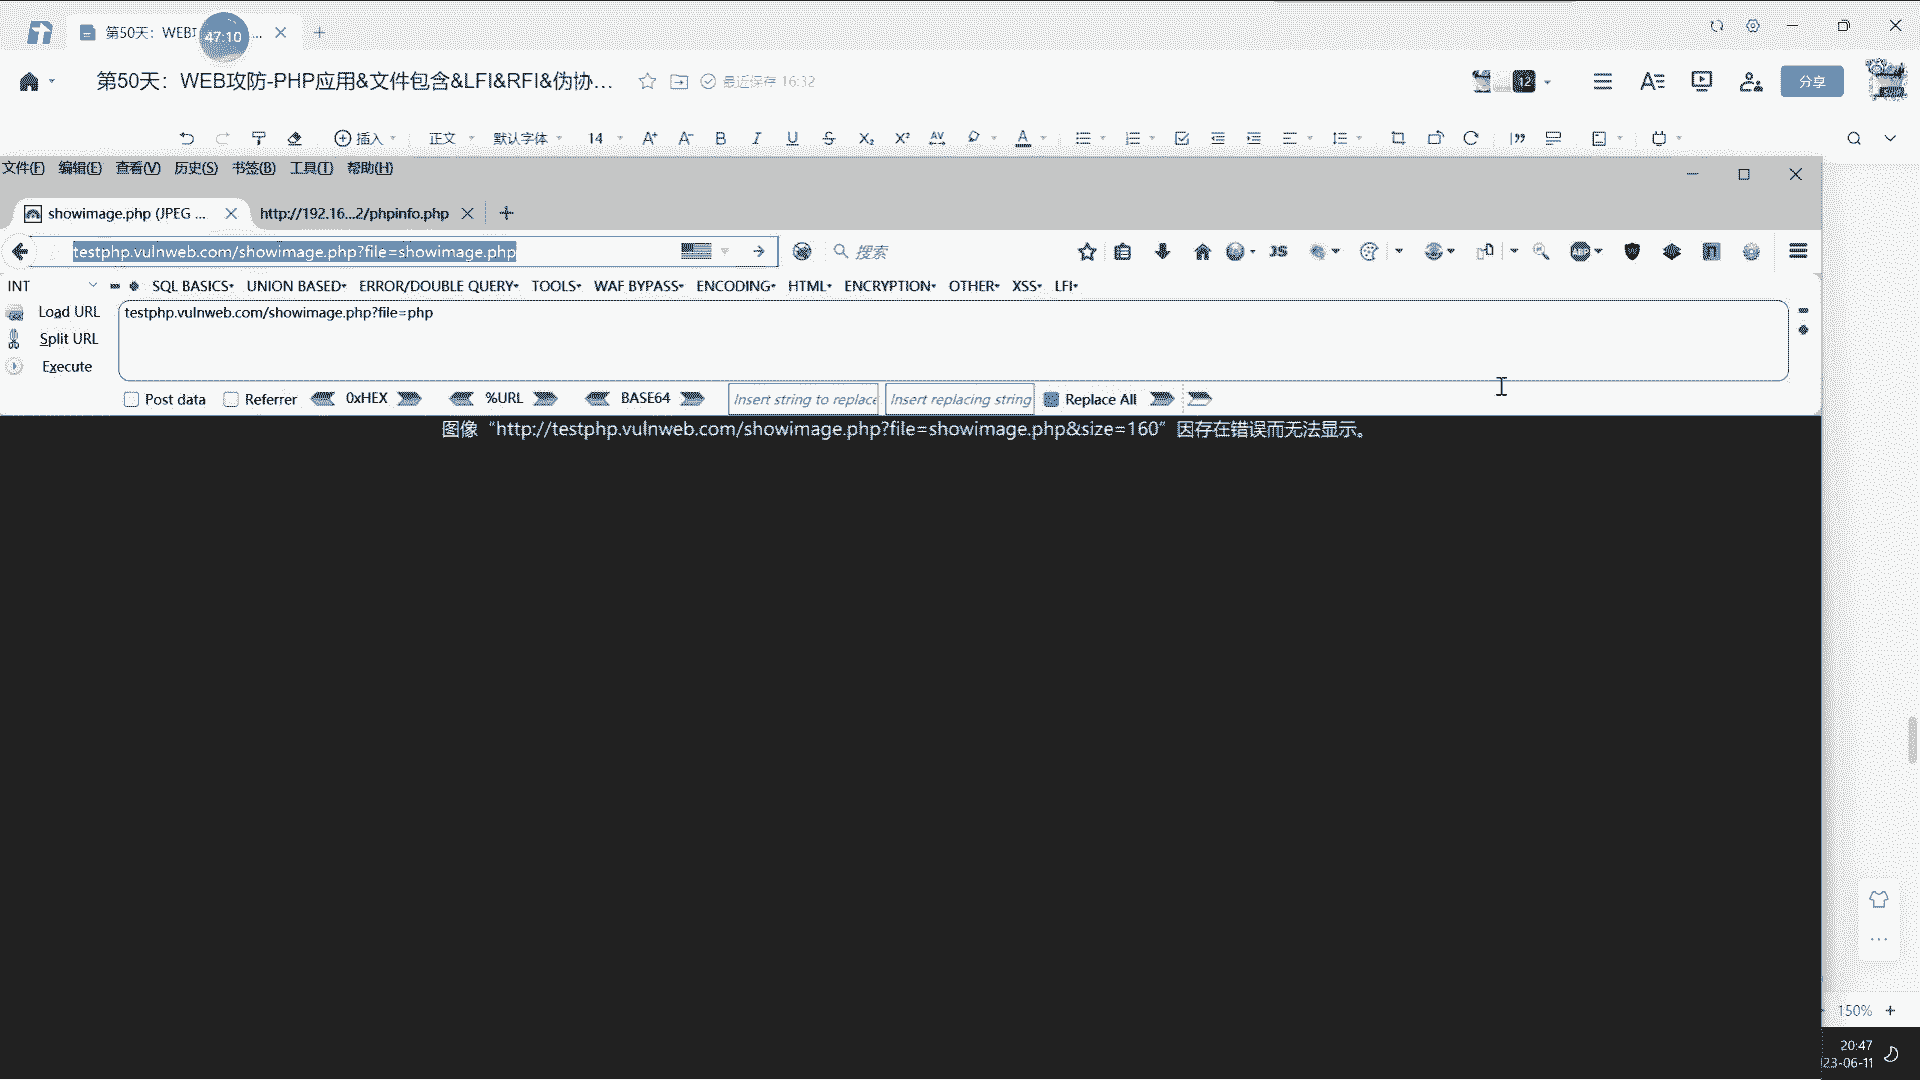 第50天：WEB
47:10
...
第50天：WEB攻防-PHP应用&文件包含&LFI&RFI&伪协...
最近保存 16:32
12
分享
插入
正文
默认字体
14
文件(F) 编辑(E) 查看(V) 历史(S) 书签(B) 工具(T) 帮助(H)
showimage.php (JPEG ...
http://192.16...2/phpinfo.php
testphp.vulnweb.com/showimage.php?file=showimage.php
搜索
JS
INT
SQL BASICS UNION BASED ERROR/DOUBLE QUERY TOOLS WAF BYPASS ENCODING HTML ENCRYPTION OTHER XSS LFI
Load URL
testphp.vulnweb.com/showimage.php?file=php
Split URL
Execute
Post data Referrer 0xHEX %URL BASE64 Insert string to replace Insert replacing string Replace All
图像“http://testphp.vulnweb.com/showimage.php?file=showimage.php&size=160”因存在错误而无法显示。
150%
20:47
23-06-11